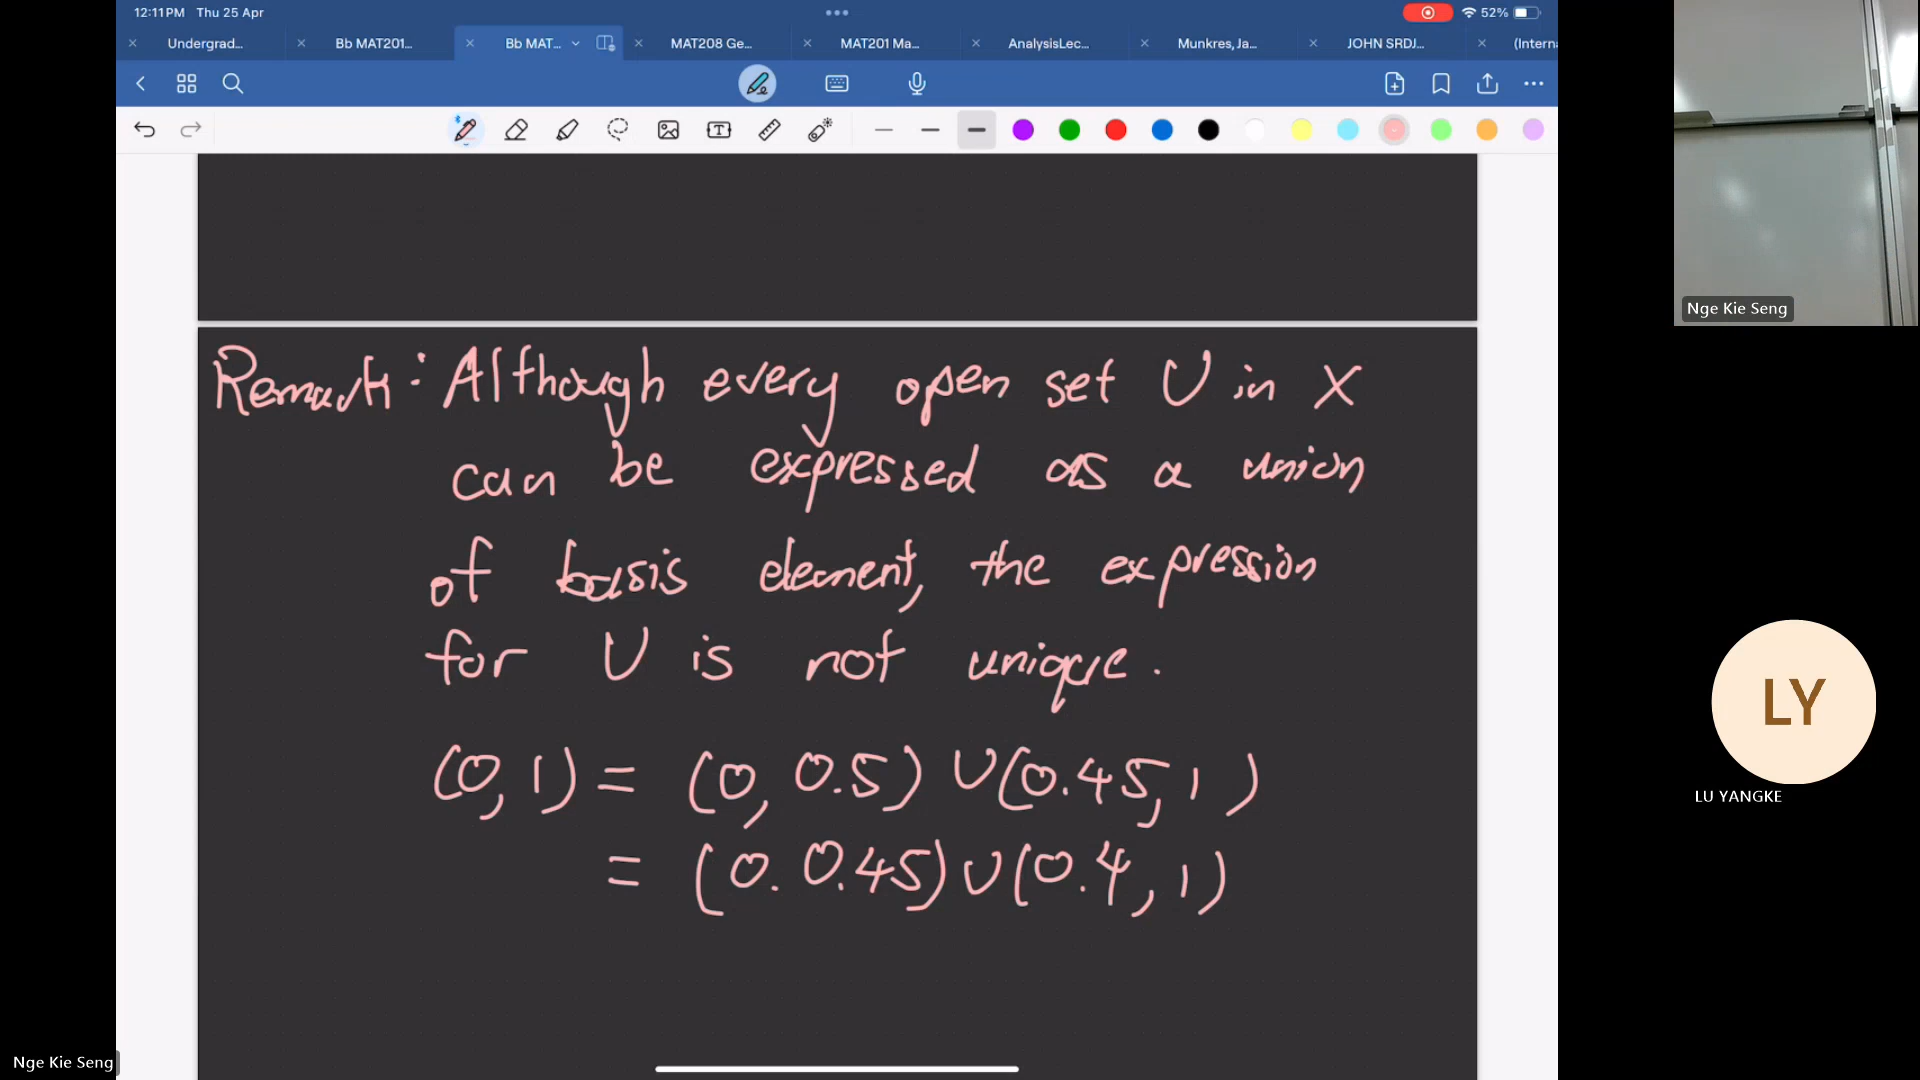 12:11PM Thu 25 Apr
52%
Undergrad...
Bb MAT201...
Bb MAT...
MAT208 Ge...
MAT201 Ma...
AnalysisLec...
Munkres, Ja...
JOHN SRDJ...
(Interna
Nge Kie Seng
Remark: Although every open set U in X
can be expressed as a union
of basis element, the expression
for U is not unique.
(0, 1) = (0, 0.5) ∪ (0.45, 1)
= (0. 0.45) ∪ (0.4, 1)
LY
LU YANGKE
Nge Kie Seng